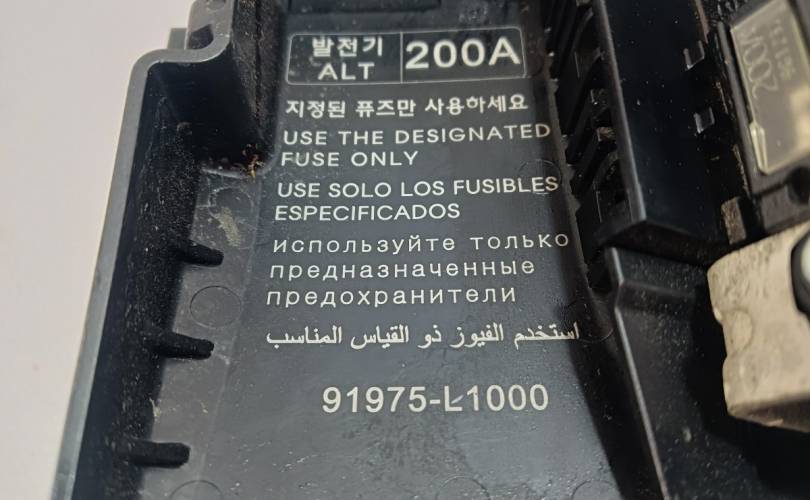 발전기
ALT
200A
지정된 퓨즈만 사용하세요
USE THE DESIGNATED
FUSE ONLY
USE SOLO LOS FUSIBLES
ESPECIFICADOS
используйте только
предназначенные
предохранители
استخدم الفيوز ذو القياس المناسب
91975-L1000
200A